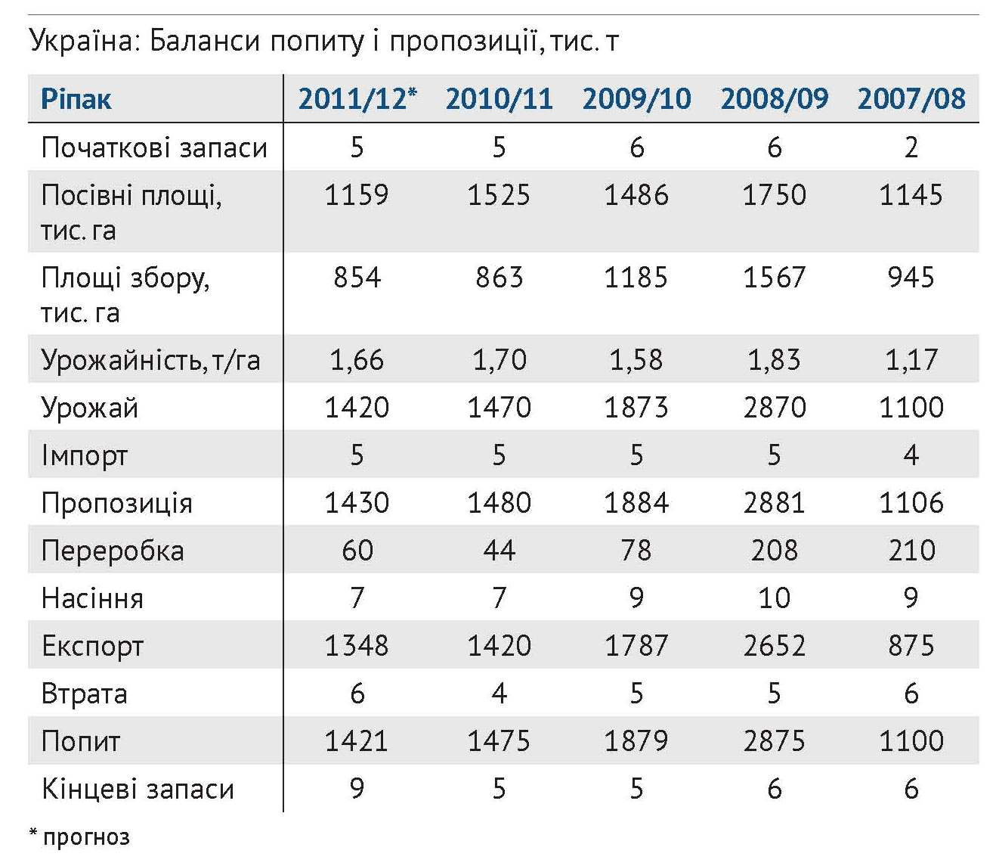 Україна: Баланси попиту і пропозиції, тис. т
Ріпак 2011/12* 2010/11 2009/10 2008/09 2007/08
Початкові запаси 5 5 6 6 2
Посівні площі, 1159 1525 1486 1750 1145
тис. га
Площі збору, 854 863 1185 1567 945
тис. га
Урожайність, т/га 1,66 1,70 1,58 1,83 1,17
Урожай 1420 1470 1873 2870 1100
Імпорт 5 5 5 5 4
Пропозиція 1430 1480 1884 2881 1106
Переробка 60 44 78 208 210
Насіння 7 7 9 10 9
Експорт 1348 1420 1787 2652 875
Втрата 6 4 5 5 6
Попит 1421 1475 1879 2875 1100
Кінцеві запаси 9 5 5 6 6
* прогноз